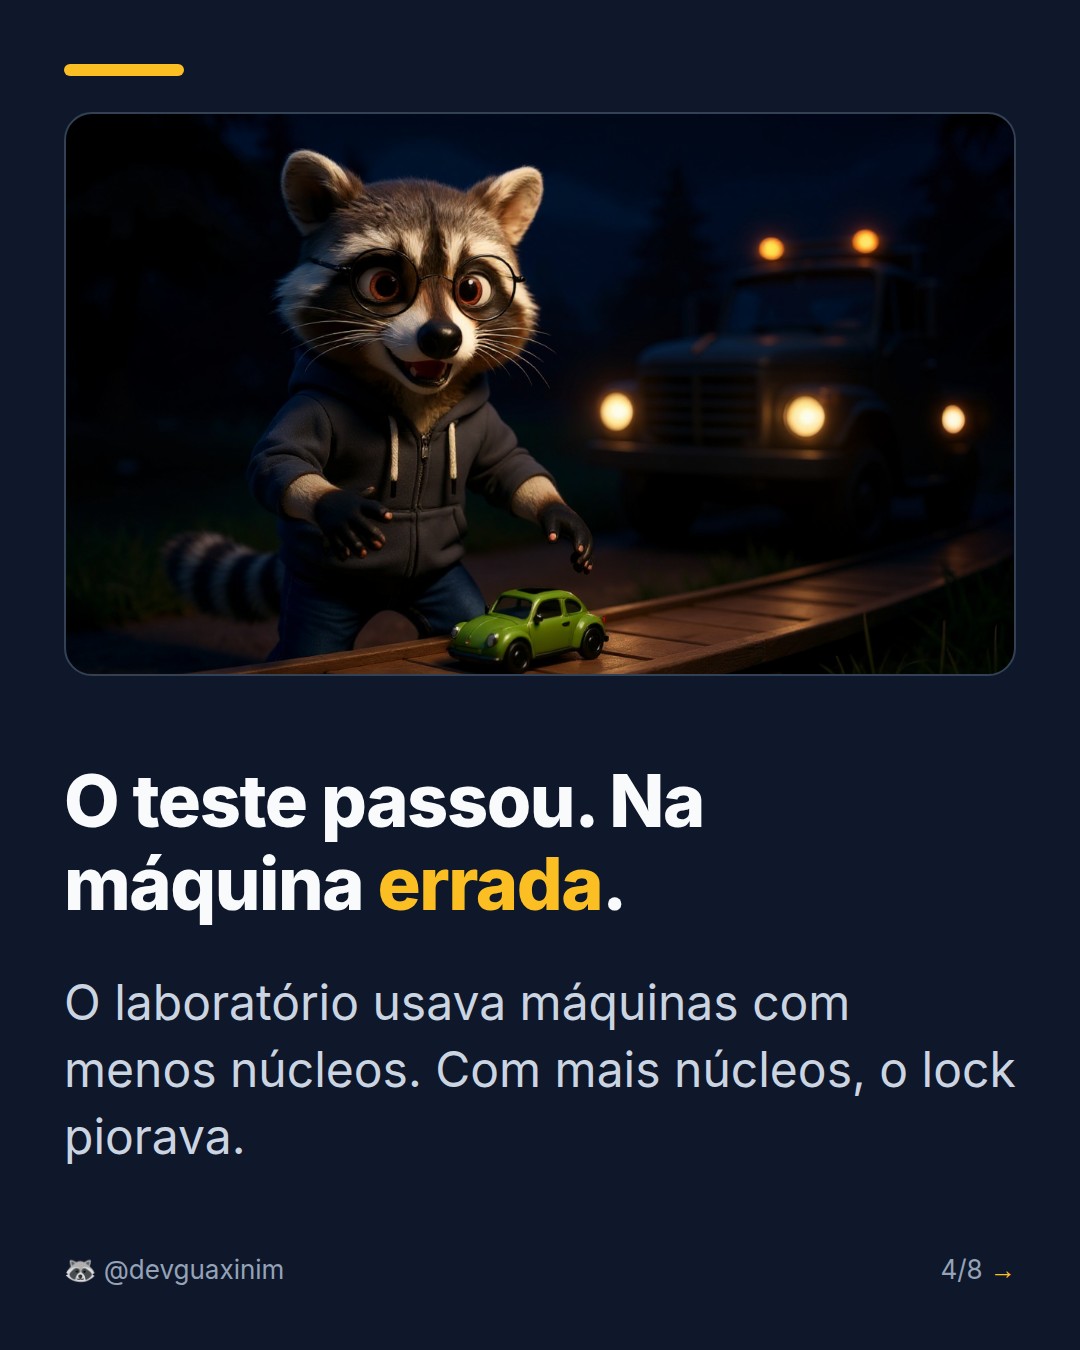 O teste passou. Na
máquina errada.
O laboratório usava máquinas com
menos núcleos. Com mais núcleos, o lock
piorava.
🦝 @devguaxinim
4/8 →